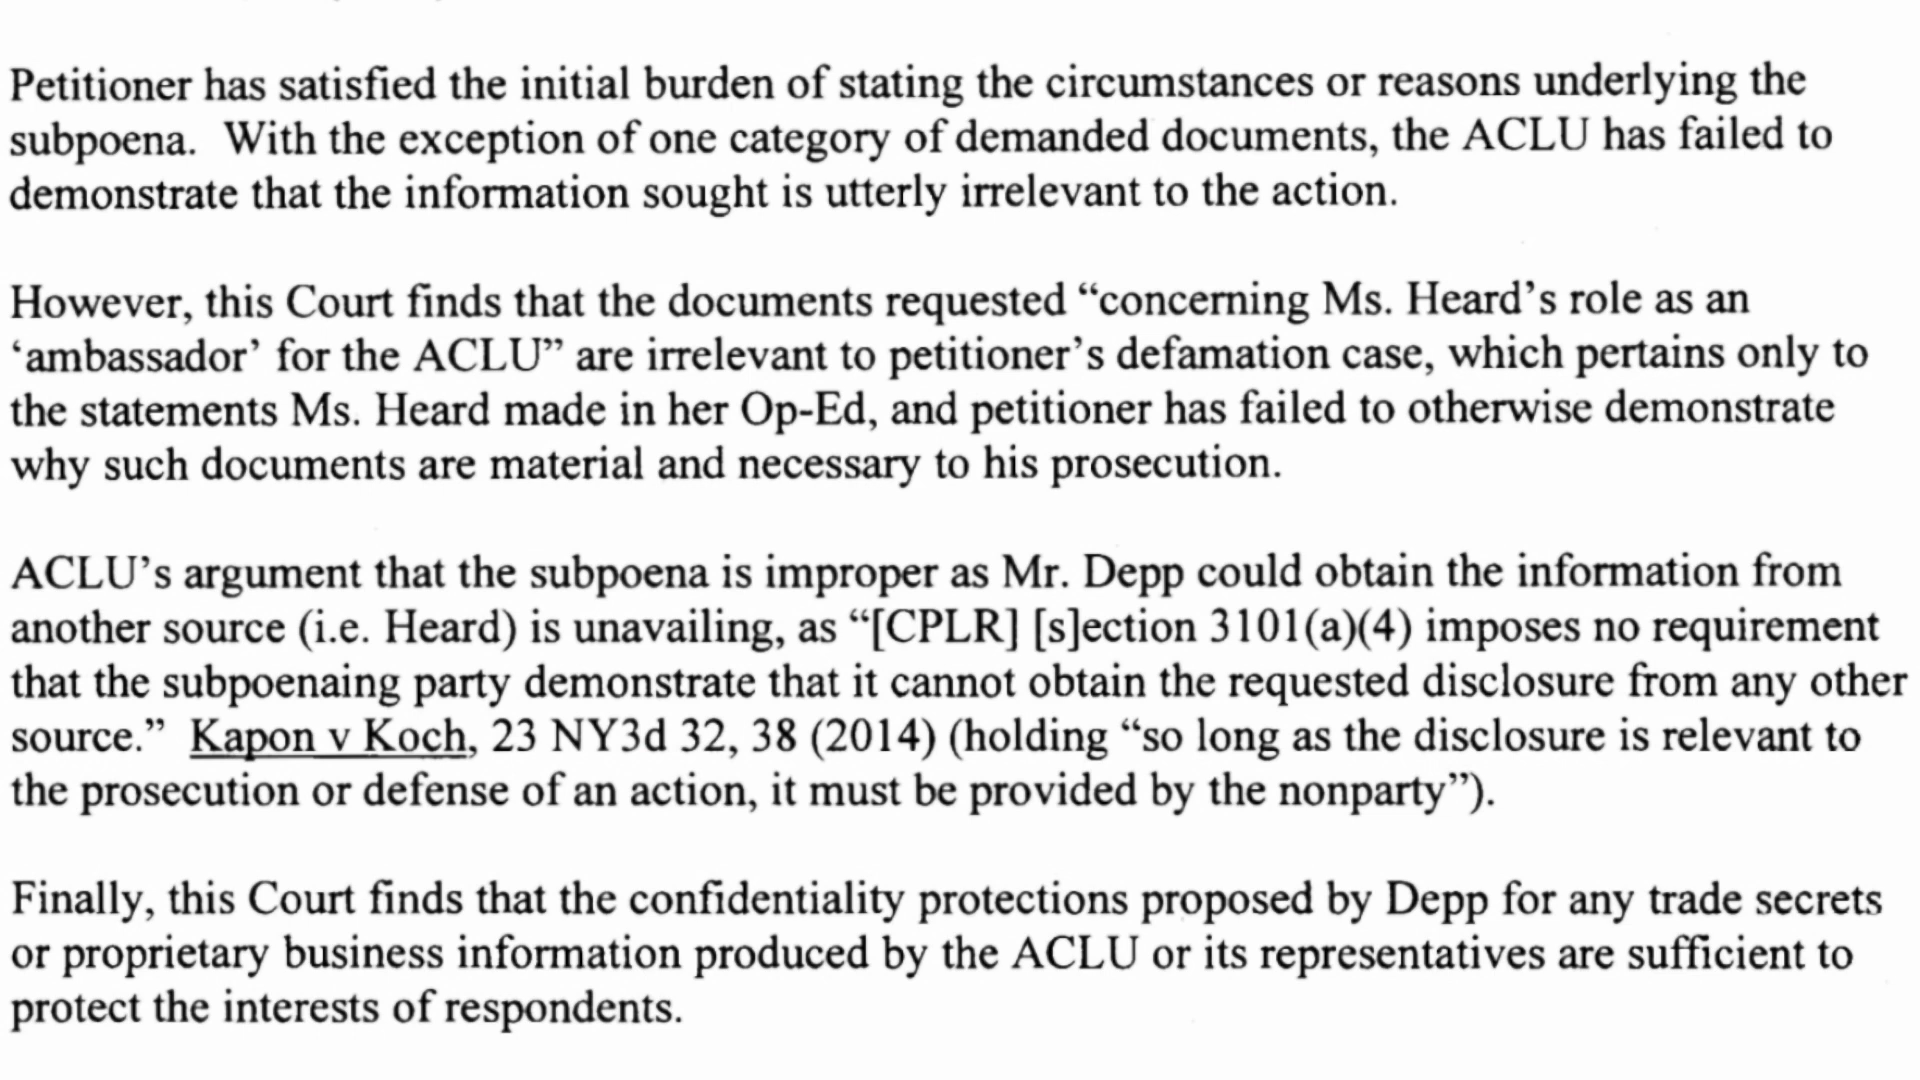 Petitioner has satisfied the initial burden of stating the circumstances or reasons underlying the
subpoena.  With the exception of one category of demanded documents, the ACLU has failed to
demonstrate that the information sought is utterly irrelevant to the action.
However, this Court finds that the documents requested “concerning Ms. Heard’s role as an
‘ambassador’ for the ACLU” are irrelevant to petitioner’s defamation case, which pertains only to
the statements Ms. Heard made in her Op-Ed, and petitioner has failed to otherwise demonstrate
why such documents are material and necessary to his prosecution.
ACLU’s argument that the subpoena is improper as Mr. Depp could obtain the information from
another source (i.e. Heard) is unavailing, as “[CPLR] [s]ection 3101(a)(4) imposes no requirement
that the subpoenaing party demonstrate that it cannot obtain the requested disclosure from any other
source.”  Kapon v Koch, 23 NY3d 32, 38 (2014) (holding “so long as the disclosure is relevant to
the prosecution or defense of an action, it must be provided by the nonparty”).
Finally, this Court finds that the confidentiality protections proposed by Depp for any trade secrets
or proprietary business information produced by the ACLU or its representatives are sufficient to
protect the interests of respondents.